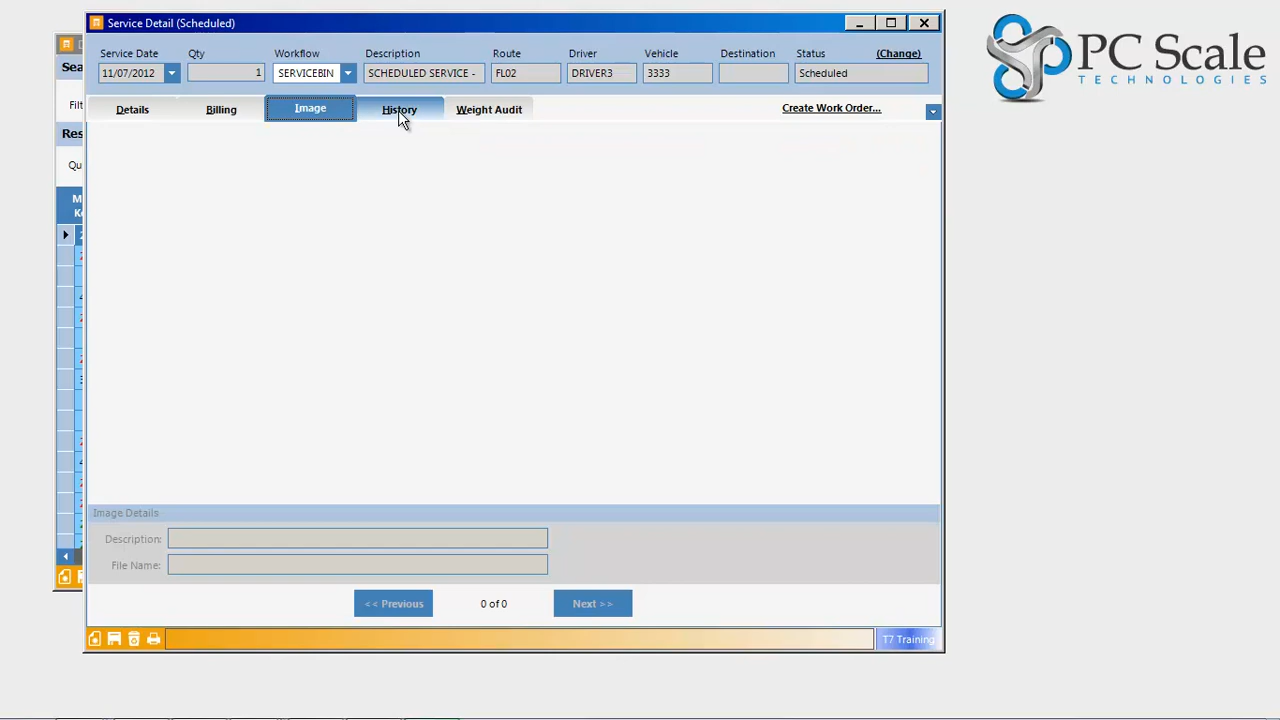 Service Detail (Scheduled)
Service Date Qty Workflow Description Route Driver Vehicle Destination Status (Change)
11/07/2012 1 SERVICEBIN SCHEDULED SERVICE - FL02 DRIVER3 3333 Scheduled
Details Billing Image History Weight Audit Create Work Order...
Sea
Filt
Res
Qu
M
Ke
Image Details
Description:
File Name:
<< Previous 0 of 0 Next >>
T7 Training
PC Scale
TECHNOLOGIES